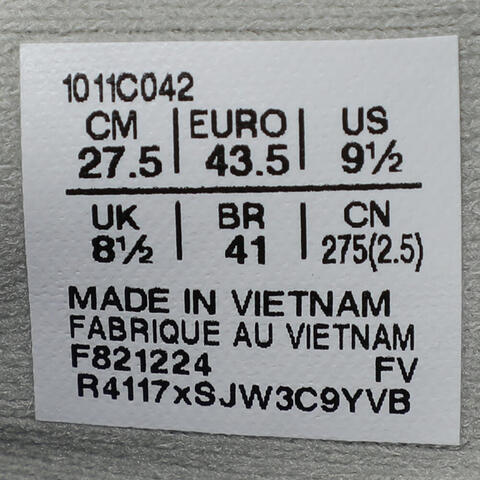 1011C042
CM | EURO | US
27.5 | 43.5 | 9½
UK | BR | CN
8½ | 41 | 275(2.5)
MADE IN VIETNAM
FABRIQUE AU VIETNAM
F821224 FV
R4117xSJW3C9YVB